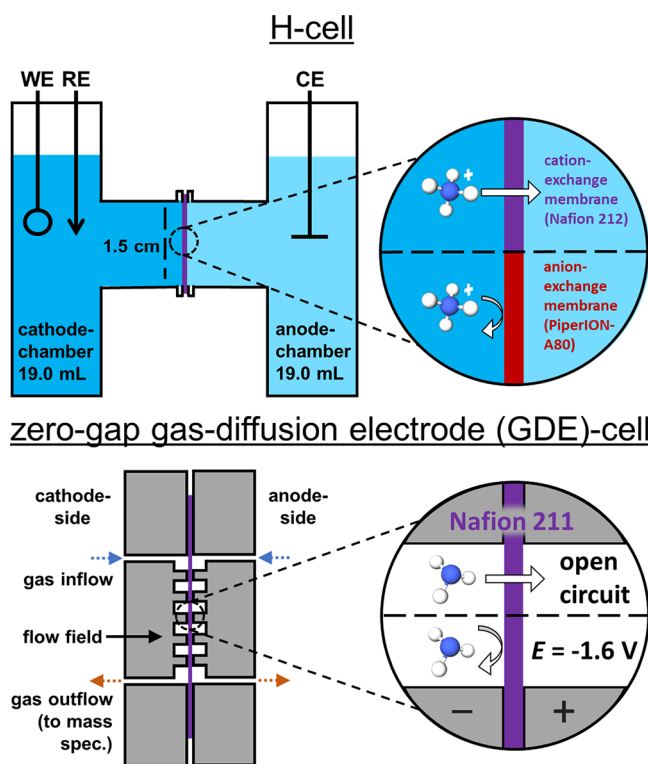 H-cell
WE RE
CE
1.5 cm
cathode-
chamber
19.0 mL
anode-
chamber
19.0 mL
+
cation-
exchange
membrane
(Nafion 212)
+
anion-
exchange
membrane
(PiperION-
A80)
zero-gap gas-diffusion electrode (GDE)-cell
cathode-
side
anode-
side
gas inflow
flow field
gas outflow
(to mass
spec.)
Nafion 211
open
circuit
E = -1.6 V
− +